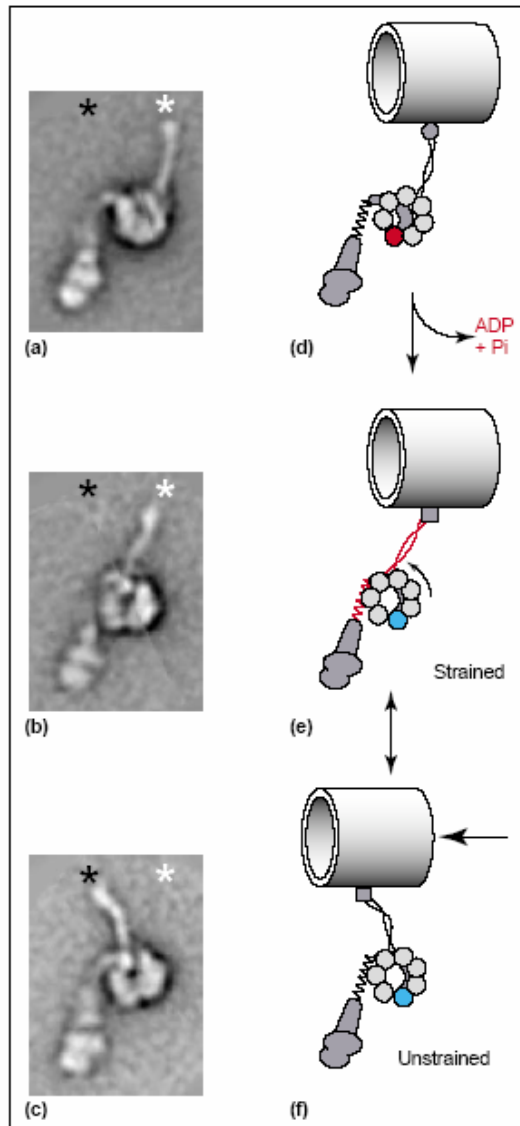 * *
(a)
(d)
ADP
+ Pi
* *
(b)
Strained
(e)
* *
(c)
Unstrained
(f)